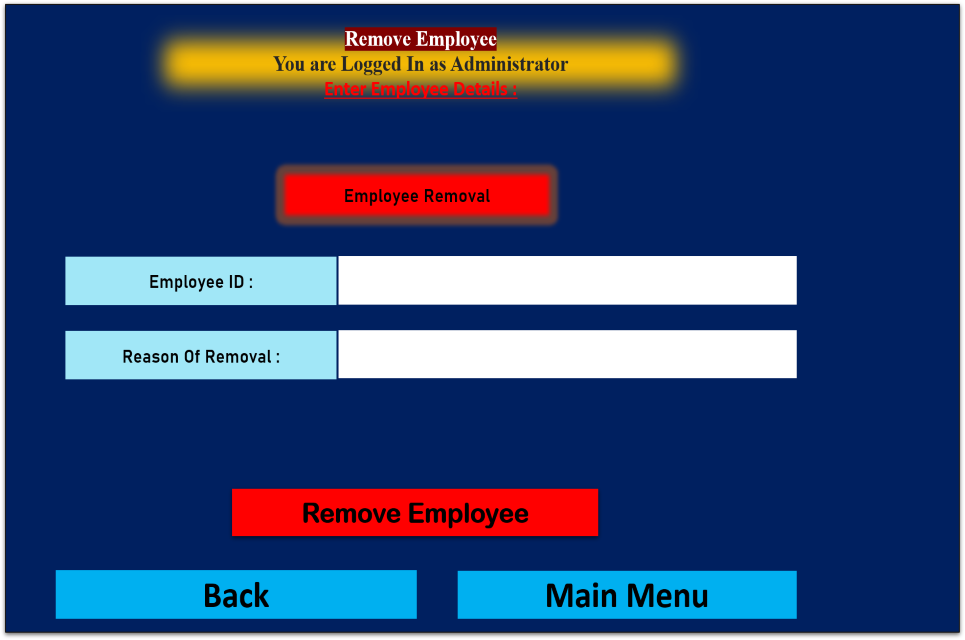 Remove Employee
You are Logged In as Administrator
Enter Employee Details :
Employee Removal
Employee ID :
Reason Of Removal :
Remove Employee
Back
Main Menu